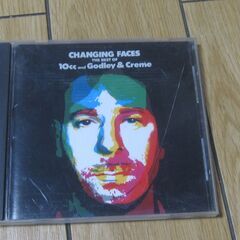 CHANGING FACES
THE BEST OF
10cc and Godley & Creme